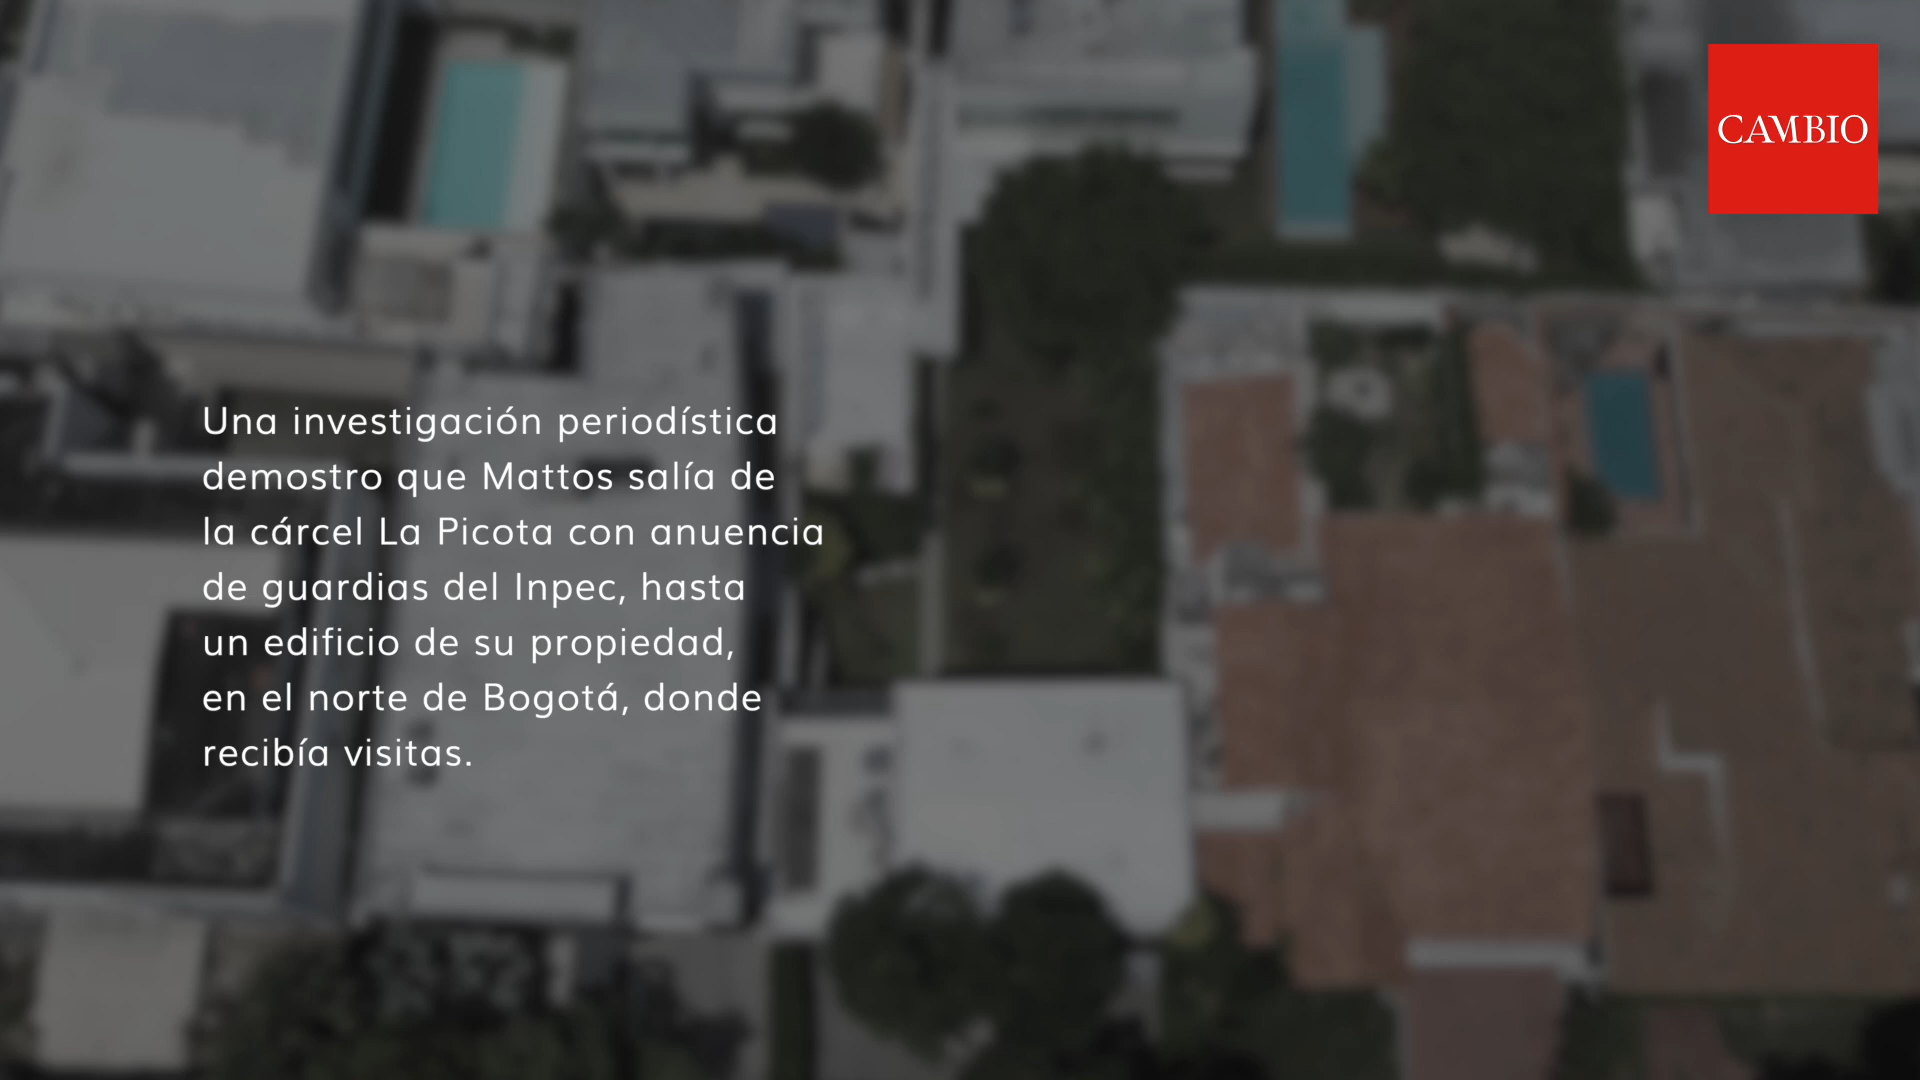 CAMBIO
Una investigación periodística
demostro que Mattos salía de
la cárcel La Picota con anuencia
de guardias del Inpec, hasta
un edificio de su propiedad,
en el norte de Bogotá, donde
recibía visitas.